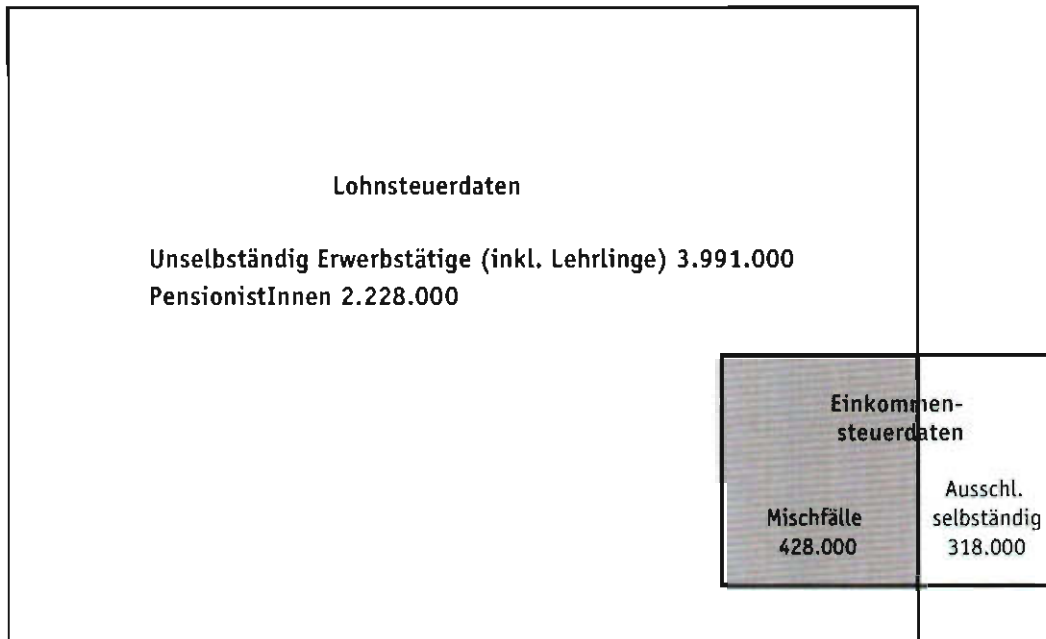 Lohnsteuerdaten
Unselbständig Erwerbstätige (inkl. Lehrlinge) 3.991.000
PensionistInnen 2.228.000
Einkommen-
steuerdaten
Mischfälle
428.000
Ausschl.
selbständig
318.000